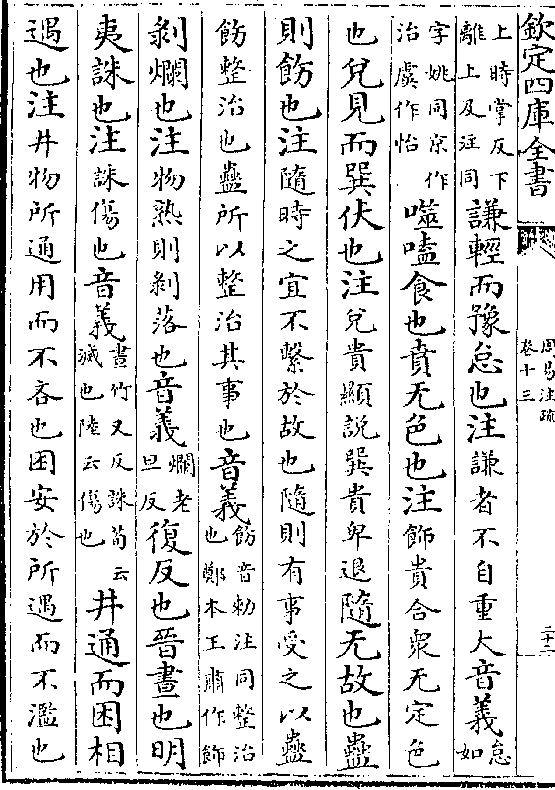 欽定四庫全書
周易注疏
卷十三
二十二
上時掌反下
離上及注同
謙輕而豫怠也注謙者不自重大音義
怠
如
字姚同京作
治虞作怡
噬嗑食也賁无色也注飾貴合衆无定色
也兌見而巽伏也注兌貴顯說巽貴卑退隨无故也蠱
則飭也注隨時之宜不繫於故也隨則有事受之以蠱
飭整治也蠱所以整治其事也音義
飭音勑注同整治
也鄭本王肅作飾
剥爛也注物熟則剥落也音義
爛老
旦反
復反也晉晝也明
夷誅也注誅傷也音義
晝竹又反誅荀云
滅也陸云傷也
井通而困相
遇也注井物所通用而不吝也困安於所遇而不濫也